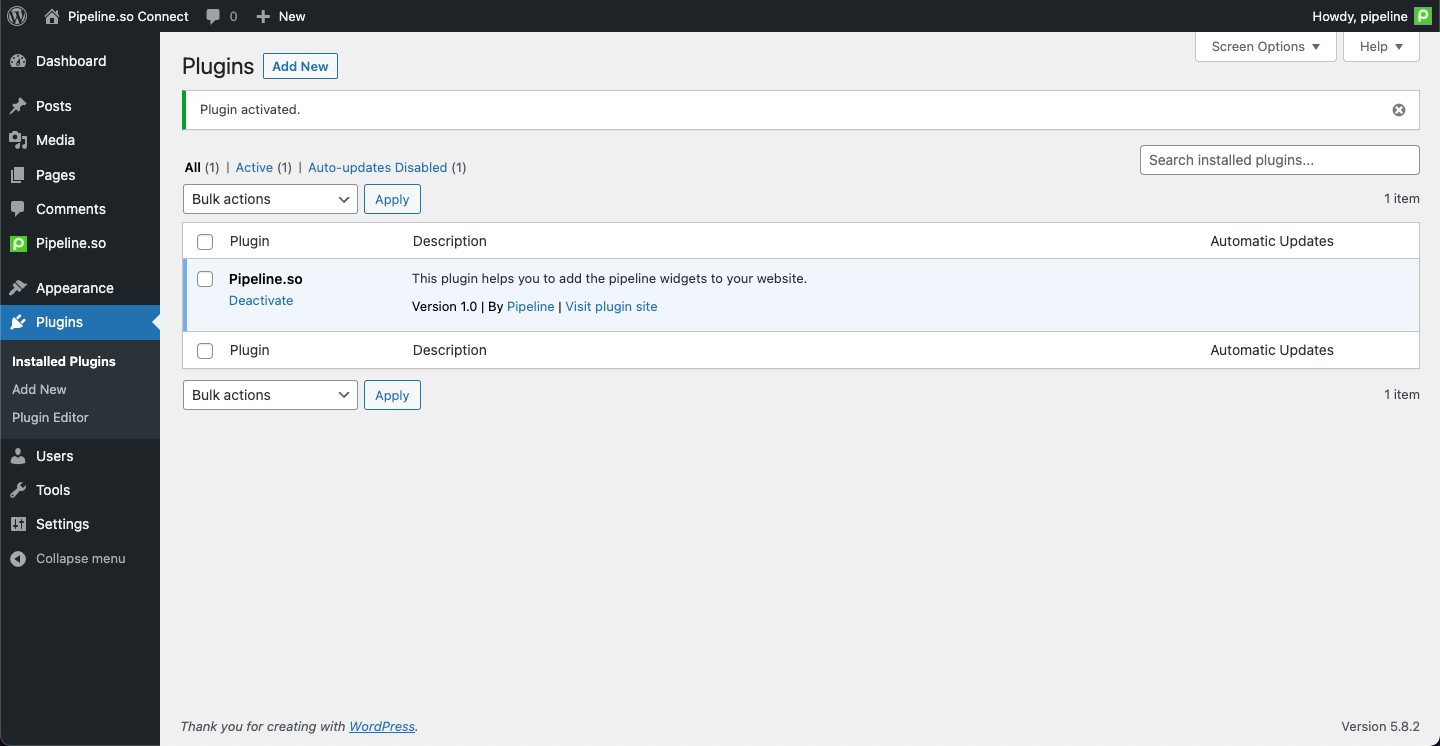 Pipeline.so Connect 0 New Howdy, pipeline
Dashboard
Posts
Media
Pages
Comments
Pipeline.so
Appearance
Plugins
Installed Plugins
Add New
Plugin Editor
Users
Tools
Settings
Collapse menu
Screen Options Help
Plugins Add New
Plugin activated.
All (1) | Active (1) | Auto-updates Disabled (1)
Search installed plugins...
Bulk actions Apply 1 item
Plugin Description Automatic Updates
Pipeline.so This plugin helps you to add the pipeline widgets to your website.
Deactivate Version 1.0 | By Pipeline | Visit plugin site
Plugin Description Automatic Updates
Bulk actions Apply 1 item
Thank you for creating with WordPress. Version 5.8.2